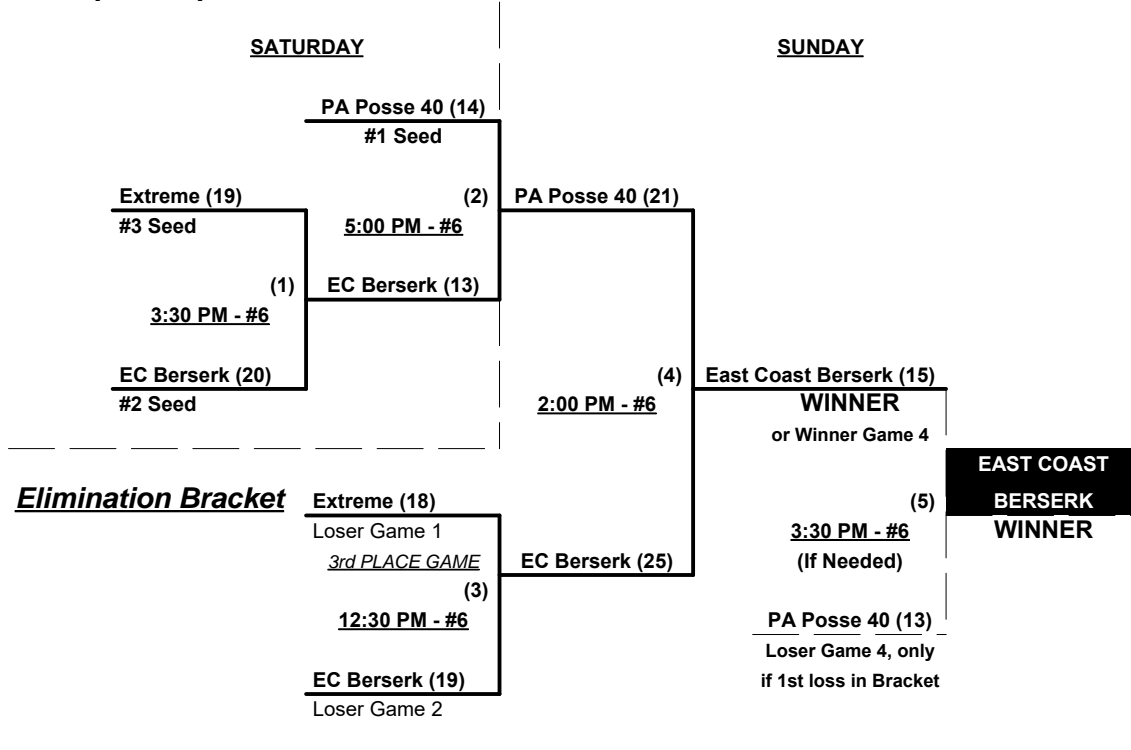 SATURDAY
SUNDAY
PA Posse 40 (14)
#1 Seed
Extreme (19)
(2)
PA Posse 40 (21)
#3 Seed
5:00 PM - #6
(1)
EC Berserk (13)
3:30 PM - #6
EC Berserk (20)
(4)
East Coast Berserk (15)
#2 Seed
2:00 PM - #6
WINNER
or Winner Game 4
EAST COAST
Elimination Bracket
Extreme (18)
(5)
BERSERK
Loser Game 1
3:30 PM - #6
WINNER
3rd PLACE GAME
EC Berserk (25)
(If Needed)
(3)
12:30 PM - #6
PA Posse 40 (13)
Loser Game 4, only
EC Berserk (19)
if 1st loss in Bracket
Loser Game 2